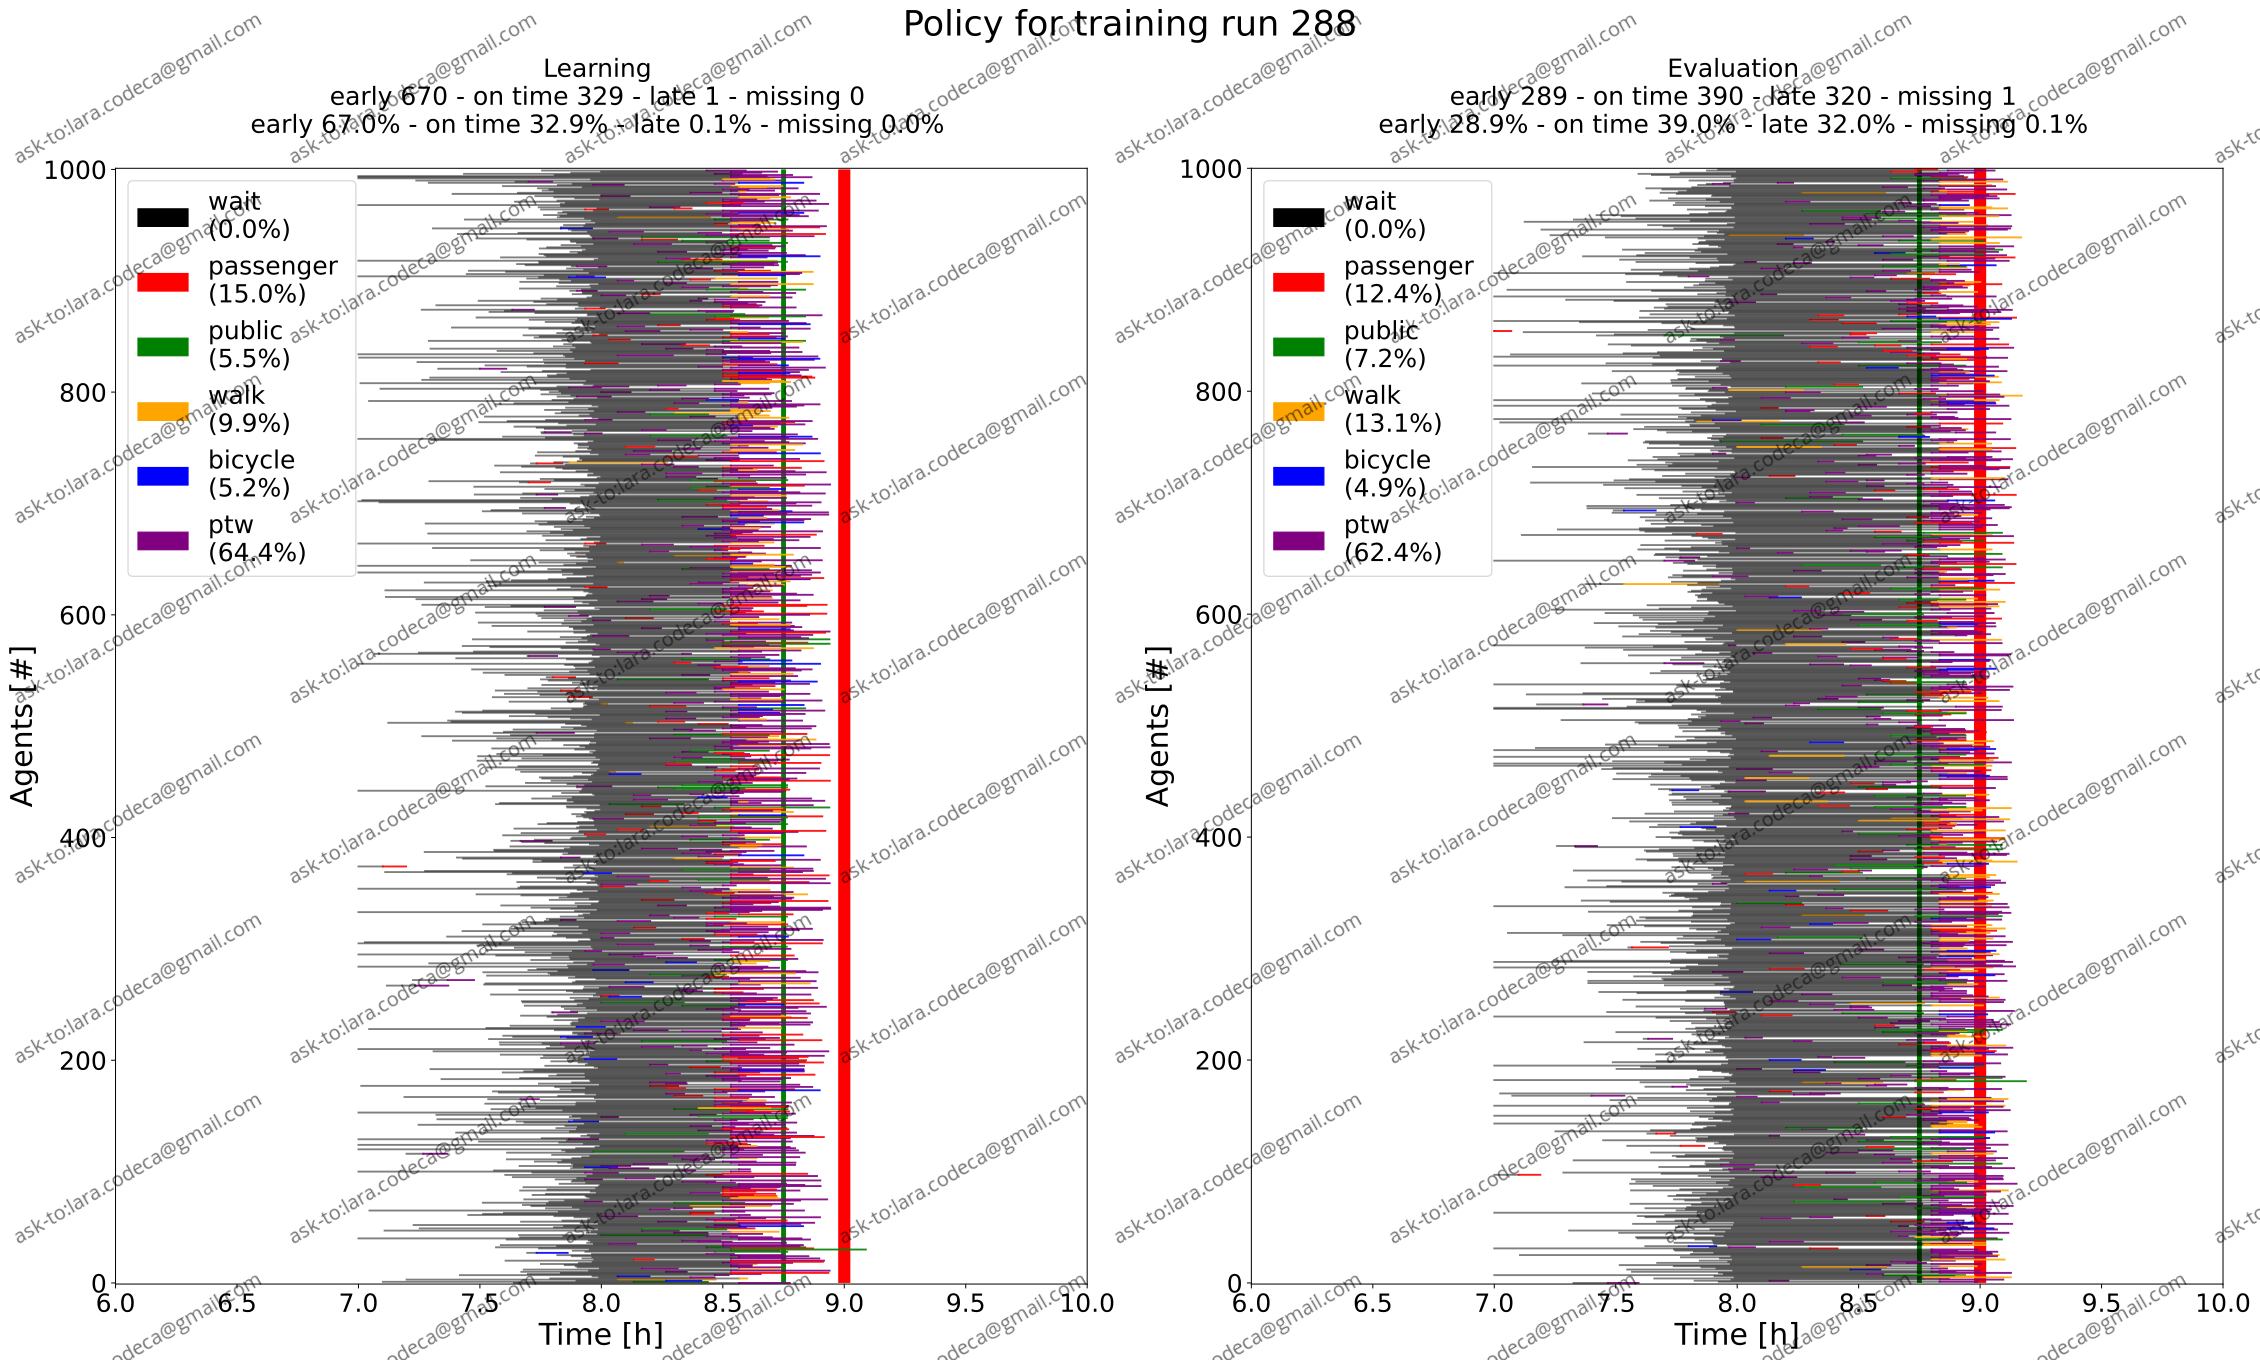 Policy for training run 288
Learning
early 670 - on time 329 - late 1 - missing 0
early 67.0% - on time 32.9% - late 0.1% - missing 0.0%
1000
800
600
400
200
0
Agents [#]
wait
(0.0%)
passenger
(15.0%)
public
(5.5%)
walk
(9.9%)
bicycle
(5.2%)
ptw
(64.4%)
6.0 6.5 7.0 7.5 8.0 8.5 9.0 9.5 10.0
Time [h]
Evaluation
early 289 - on time 390 - late 320 - missing 1
early 28.9% - on time 39.0% - late 32.0% - missing 0.1%
1000
800
600
400
200
0
Agents [#]
wait
(0.0%)
passenger
(12.4%)
public
(7.2%)
walk
(13.1%)
bicycle
(4.9%)
ptw
(62.4%)
6.0 6.5 7.0 7.5 8.0 8.5 9.0 9.5 10.0
Time [h]
ask-to:lara.codeca@gmail.com